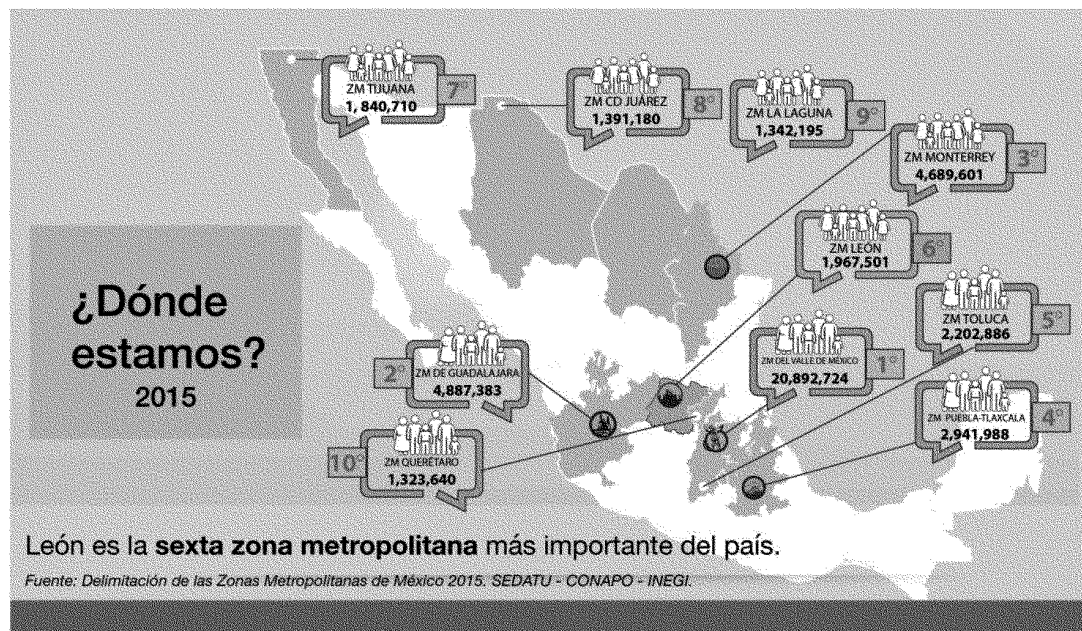 ZM TIJUANA
1, 840,710
7°
ZM CD JUÁREZ
1,391,180
8°
ZM LA LAGUNA
1,342,195
9°
ZM MONTERREY
4,689,601
3°
ZM LEÓN
1,967,501
6°
ZM TOLUCA
2,202,886
5°
¿Dónde
estamos?
2015
2°
ZM DE GUADALAJARA
4,887,383
ZM DEL VALLE DE MÉXICO
20,892,724
1°
ZM PUEBLA-TLAXCALA
2,941,988
4°
10°
ZM QUERÉTARO
1,323,640
León es la sexta zona metropolitana más importante del país.
Fuente: Delimitación de las Zonas Metropolitanas de México 2015. SEDATU - CONAPO - INEGI.